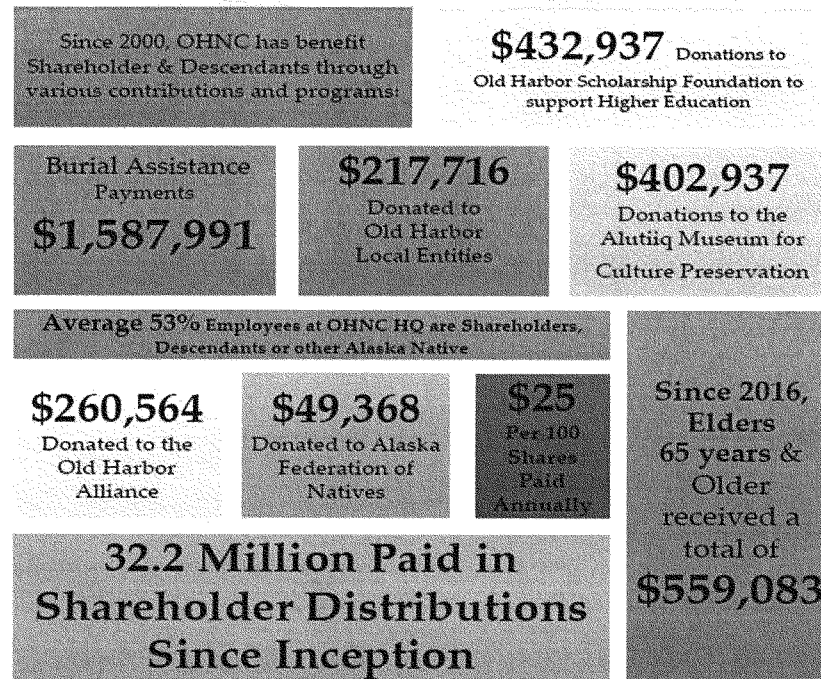 Since 2000, OHNC has benefit
Shareholder & Descendants through
various contributions and programs:
$432,937 Donations to
Old Harbor Scholarship Foundation to
support Higher Education
Burial Assistance
Payments
$1,587,991
$217,716
Donated to
Old Harbor
Local Entities
$402,937
Donations to the
Alutiiq Museum for
Culture Preservation
Average 53% Employees at OHNC HQ are Shareholders,
Descendants or other Alaska Native
$260,564
Donated to the
Old Harbor
Alliance
$49,368
Donated to Alaska
Federation of
Natives
$25
Per 100
Shares
Paid
Annually
Since 2016,
Elders
65 years &
Older
received a
total of
$559,083
32.2 Million Paid in
Shareholder Distributions
Since Inception